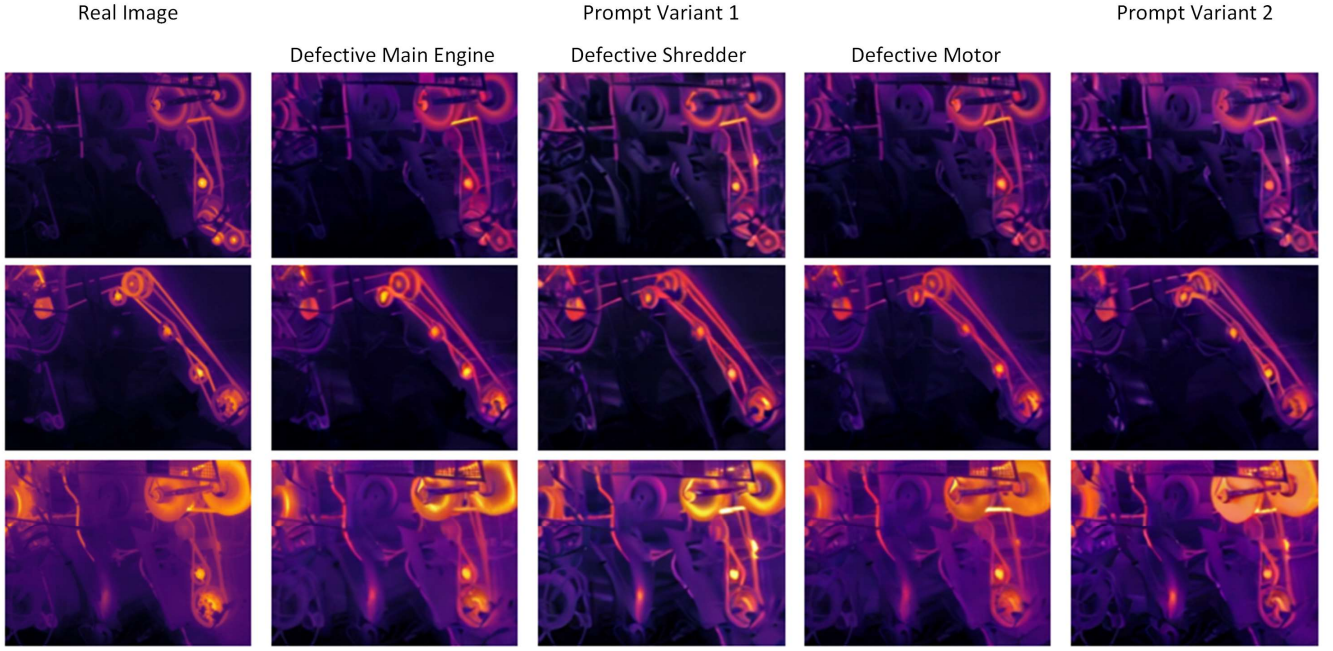 Real Image
Prompt Variant 1
Prompt Variant 2
Defective Main Engine
Defective Shredder
Defective Motor